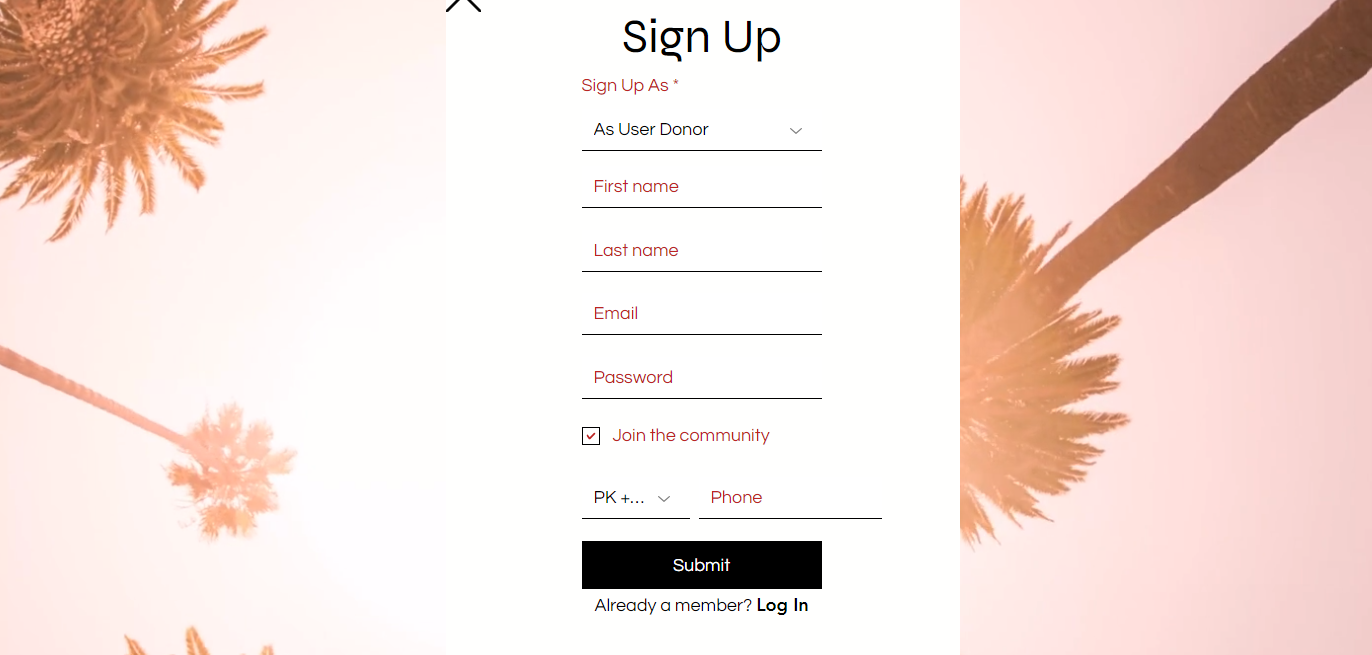 Sign Up
Sign Up As *
As User Donor
First name
Last name
Email
Password
Join the community
PK +... Phone
Submit
Already a member? Log In